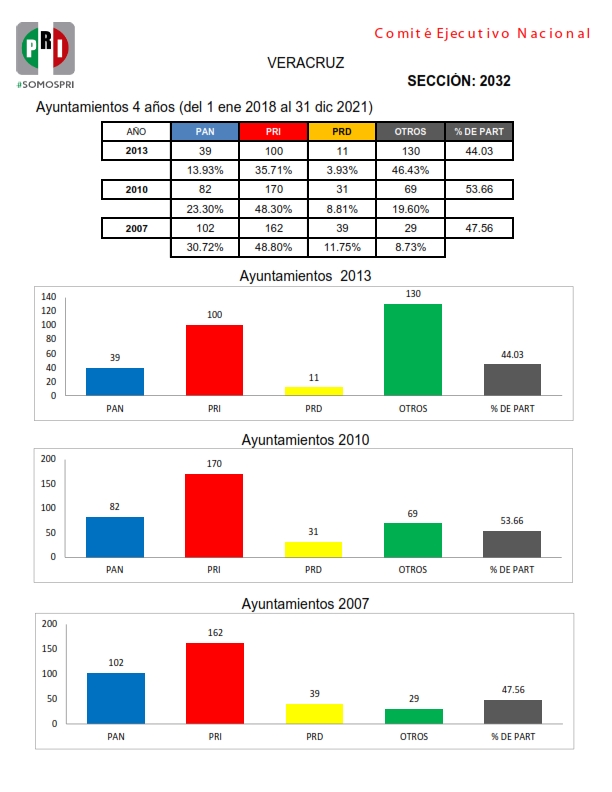 Comité Ejecutivo Nacional
PRI
#SOMOSPRI
VERACRUZ
SECCIÓN: 2032
Ayuntamientos 4 años (del 1 ene 2018 al 31 dic 2021)
AÑO PAN PRI PRD OTROS % DE PART
2013 39 100 11 130 44.03
13.93% 35.71% 3.93% 46.43%
2010 82 170 31 69 53.66
23.30% 48.30% 8.81% 19.60%
2007 102 162 39 29 47.56
30.72% 48.80% 11.75% 8.73%
Ayuntamientos 2013
140
120
100
80
60
40
20
0
39 100 11 130 44.03
PAN PRI PRD OTROS % DE PART
Ayuntamientos 2010
200
150
100
50
0
82 170 31 69 53.66
PAN PRI PRD OTROS % DE PART
Ayuntamientos 2007
200
150
100
50
0
102 162 39 29 47.56
PAN PRI PRD OTROS % DE PART